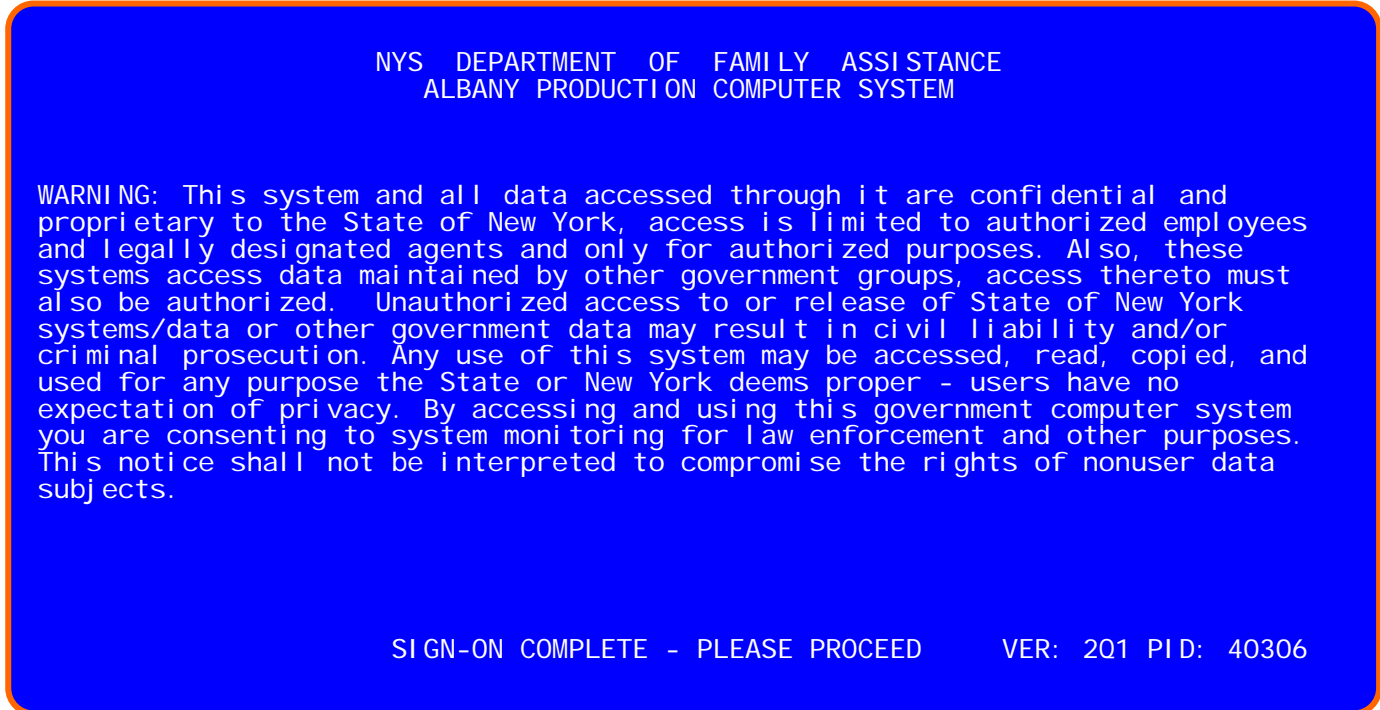 NYS DEPARTMENT OF FAMILY ASSISTANCE
ALBANY PRODUCTION COMPUTER SYSTEM
WARNING: This system and all data accessed through it are confidential and
proprietary to the State of New York, access is limited to authorized employees
and legally designated agents and only for authorized purposes. Also, these
systems access data maintained by other government groups, access thereto must
also be authorized.  Unauthorized access to or release of State of New York
systems/data or other government data may result in civil liability and/or
criminal prosecution. Any use of this system may be accessed, read, copied, and
used for any purpose the State or New York deems proper - users have no
expectation of privacy. By accessing and using this government computer system
you are consenting to system monitoring for law enforcement and other purposes.
This notice shall not be interpreted to compromise the rights of nonuser data
subjects.
SIGN-ON COMPLETE - PLEASE PROCEED VER: 2Q1 PID: 40306